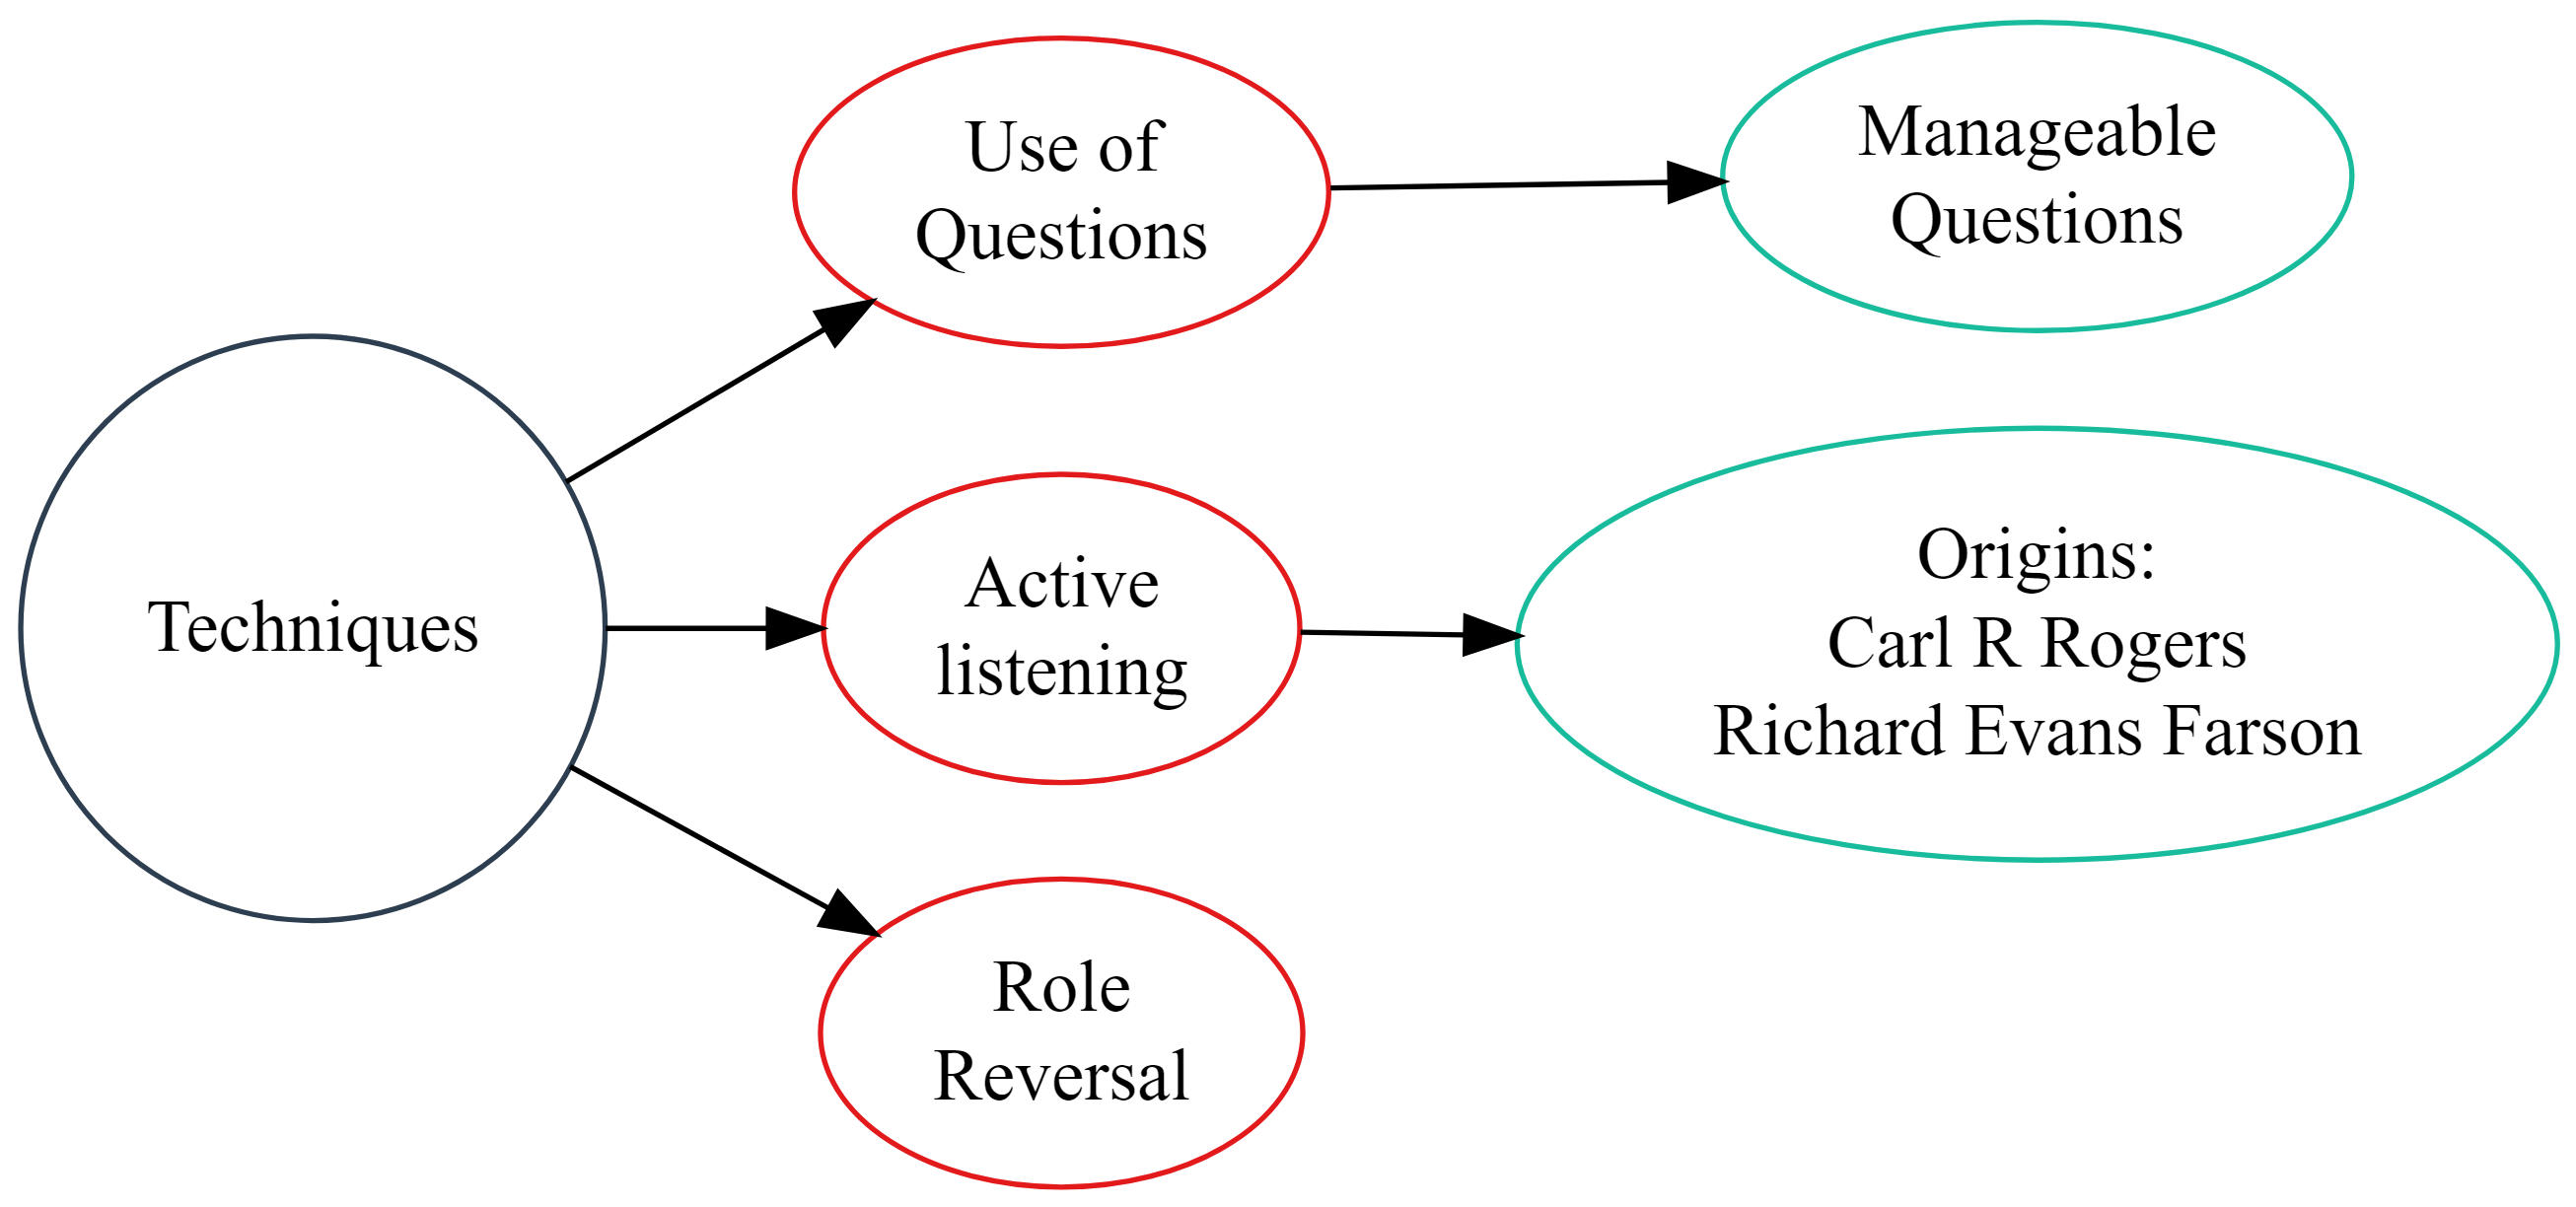 Use of
Questions
Manageable
Questions
Techniques
Active
listening
Origins:
Carl R Rogers
Richard Evans Farson
Role
Reversal